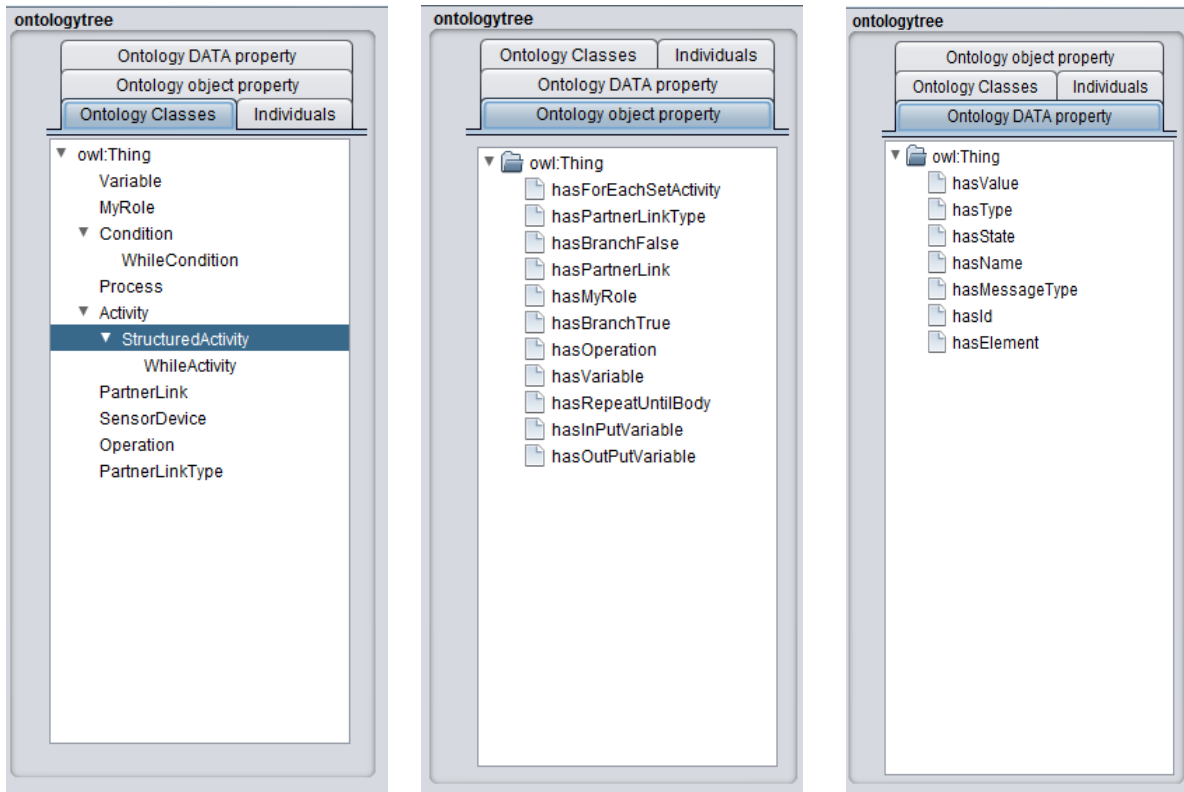 ontologytree
Ontology DATA property
Ontology object property
Ontology Classes
Individuals
owl:Thing
Variable
MyRole
Condition
WhileCondition
Process
Activity
StructuredActivity
WhileActivity
PartnerLink
SensorDevice
Operation
PartnerLinkType
ontologytree
Ontology Classes
Individuals
Ontology DATA property
Ontology object property
owl:Thing
hasForEachSetActivity
hasPartnerLinkType
hasBranchFalse
hasPartnerLink
hasMyRole
hasBranchTrue
hasOperation
hasVariable
hasRepeatUntilBody
hasInPutVariable
hasOutPutVariable
ontologytree
Ontology object property
Ontology Classes
Individuals
Ontology DATA property
owl:Thing
hasValue
hasType
hasState
hasName
hasMessageType
hasId
hasElement